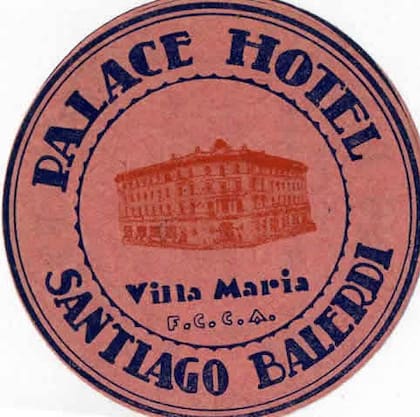 PALACE HOTEL
Villa Maria
F.C.C.A.
SANTIAGO BALERDI